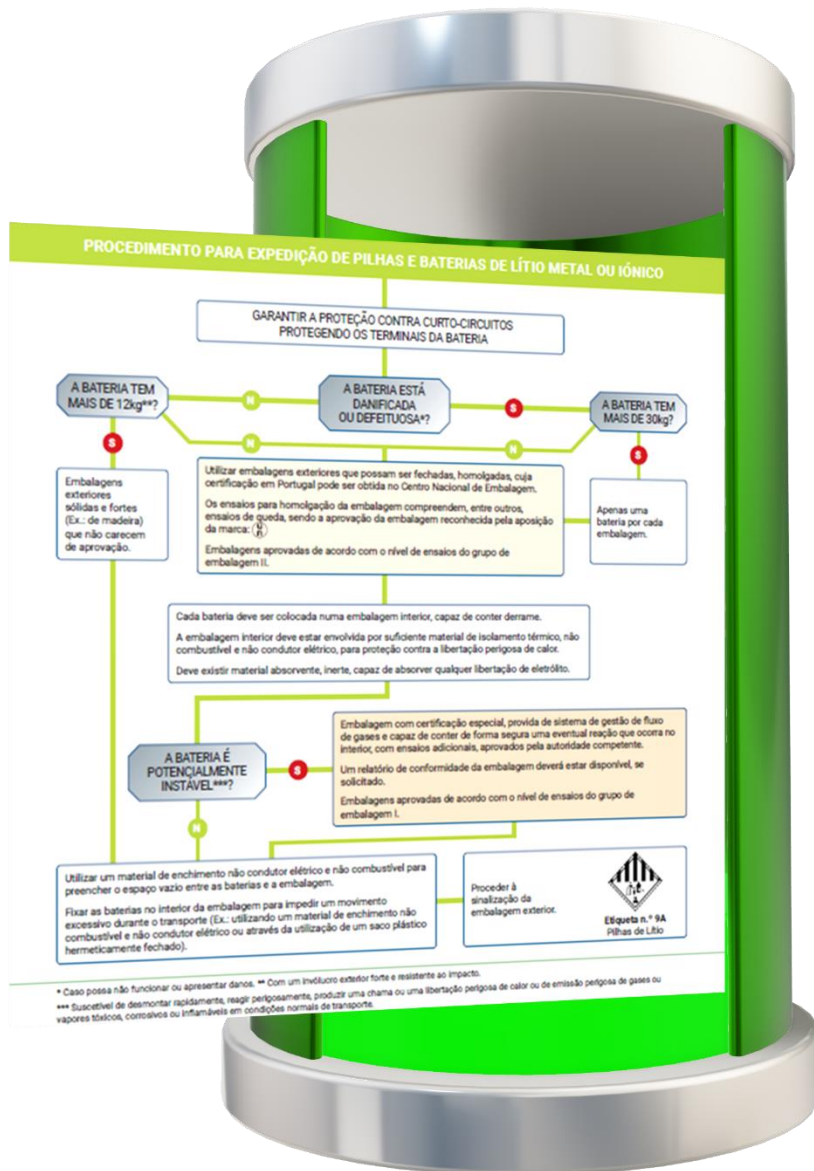 PROCEDIMENTO PARA EXPEDIÇÃO DE PILHAS E BATERIAS DE LÍTIO METAL OU IÓNICO
GARANTIR A PROTEÇÃO CONTRA CURTO-CIRCUITOS
PROTEGENDO OS TERMINAIS DA BATERIA
A BATERIA TEM
MAIS DE 12kg**?
N
A BATERIA ESTÁ
DANIFICADA
OU DEFEITUOSA*?
S
A BATERIA TEM
MAIS DE 30kg?
S
N
N
S
Embalagens
exteriores
sólidas e fortes
(Ex.: de madeira)
que não carecem
de aprovação.
Utilizar embalagens exteriores que possam ser fechadas, homolgadas, cuja
certificação em Portugal pode ser obtida no Centro Nacional de Embalagem.
Os ensaios para homolgação da embalagem compreendem, entre outros,
ensaios de queda, sendo a aprovação da embalagem reconhecida pela aposição
da marca: un
Embalagens aprovadas de acordo com o nível de ensaios do grupo de
embalagem II.
Apenas uma
bateria por cada
embalagem.
Cada bateria deve ser colocada numa embalagem interior, capaz de conter derrame.
A embalagem interior deve estar envolvida por suficiente material de isolamento térmico, não
combustível e não condutor elétrico, para proteção contra a libertação perigosa de calor.
Deve existir material absorvente, inerte, capaz de absorver qualquer libertação de eletrólito.
A BATERIA É
POTENCIALMENTE
INSTÁVEL***?
S
N
Embalagem com certificação especial, provida de sistema de gestão de fluxo
de gases e capaz de conter de forma segura uma eventual reação que ocorra no
interior, com ensaios adicionais, aprovados pela autoridade competente.
Um relatório de conformidade da embalagem deverá estar disponível, se
solicitado.
Embalagens aprovadas de acordo com o nível de ensaios do grupo de
embalagem I.
Utilizar um material de enchimento não condutor elétrico e não combustível para
preencher o espaço vazio entre as baterias e a embalagem.
Fixar as baterias no interior da embalagem para impedir um movimento
excessivo durante o transporte (Ex.: utilizando um material de enchimento não
combustível e não condutor elétrico ou através da utilização de um saco plástico
hermeticamente fechado).
Proceder à
sinalização da
embalagem exterior.
Etiqueta n.º 9A
Pilhas de Lítio
* Caso possa não funcionar ou apresentar danos. ** Com um invólucro exterior forte e resistente ao impacto.
*** Suscetível de desmontar rapidamente, reagir perigosamente, produzir uma chama ou uma libertação perigosa de calor ou de emissão perigosa de gases ou
vapores tóxicos, corrosivos ou inflamáveis em condições normais de transporte.